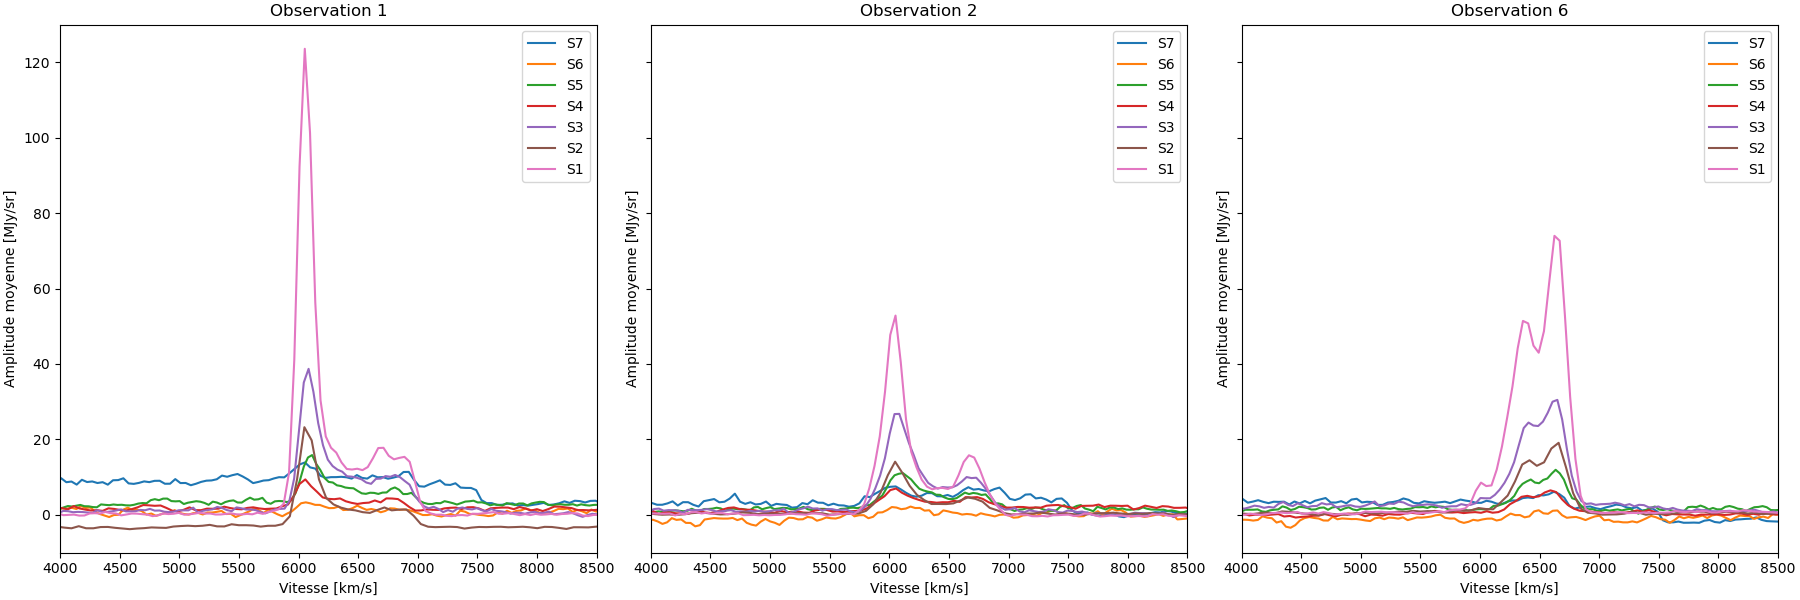 Observation 1
Amplitude moyenne [MJy/sr]
120
100
80
60
40
20
0
S7
S6
S5
S4
S3
S2
S1
4000 4500 5000 5500 6000 6500 7000 7500 8000 8500
Vitesse [km/s]
Observation 2
Amplitude moyenne [MJy/sr]
S7
S6
S5
S4
S3
S2
S1
4000 4500 5000 5500 6000 6500 7000 7500 8000 8500
Vitesse [km/s]
Observation 6
Amplitude moyenne [MJy/sr]
S7
S6
S5
S4
S3
S2
S1
4000 4500 5000 5500 6000 6500 7000 7500 8000 8500
Vitesse [km/s]